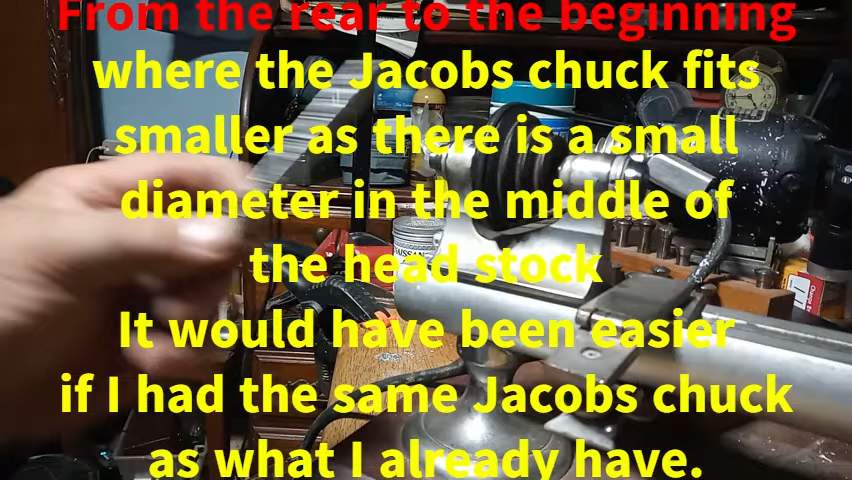 From the rear to the beginning
where the Jacobs chuck fits
smaller as there is a small
diameter in the middle of
the head stock
It would have been easier
if I had the same Jacobs chuck
as what I already have.